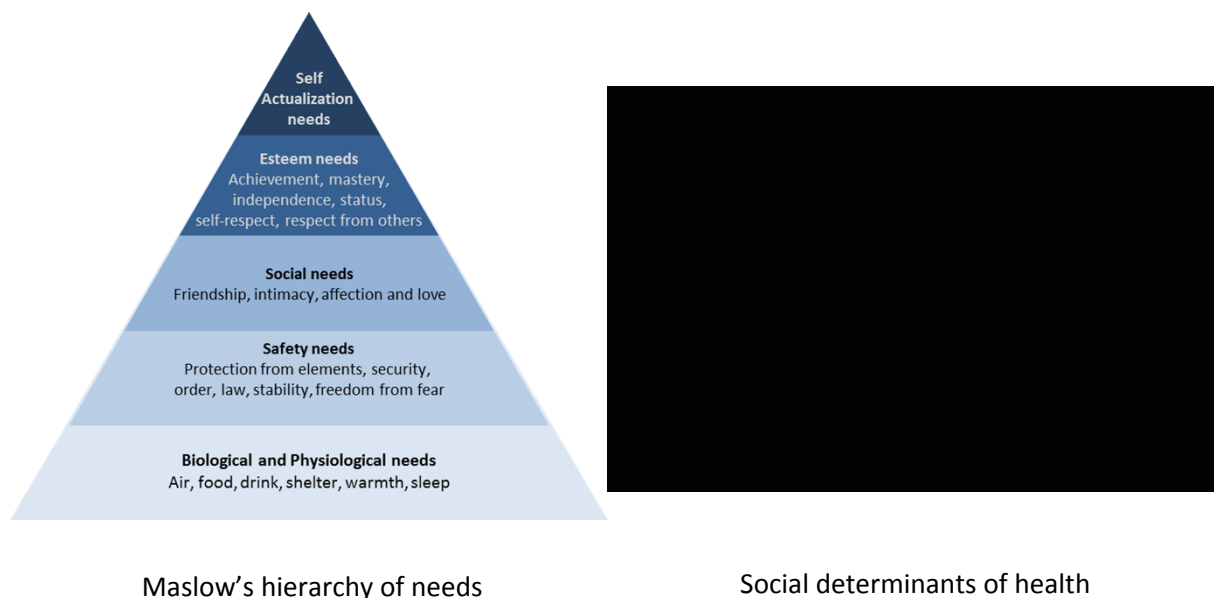 Self
Actualization
needs
Esteem needs
Achievement, mastery,
independence, status,
self-respect, respect from others
Social needs
Friendship, intimacy, affection and love
Safety needs
Protection from elements, security,
order, law, stability, freedom from fear
Biological and Physiological needs
Air, food, drink, shelter, warmth, sleep
Maslow’s hierarchy of needs
Social determinants of health